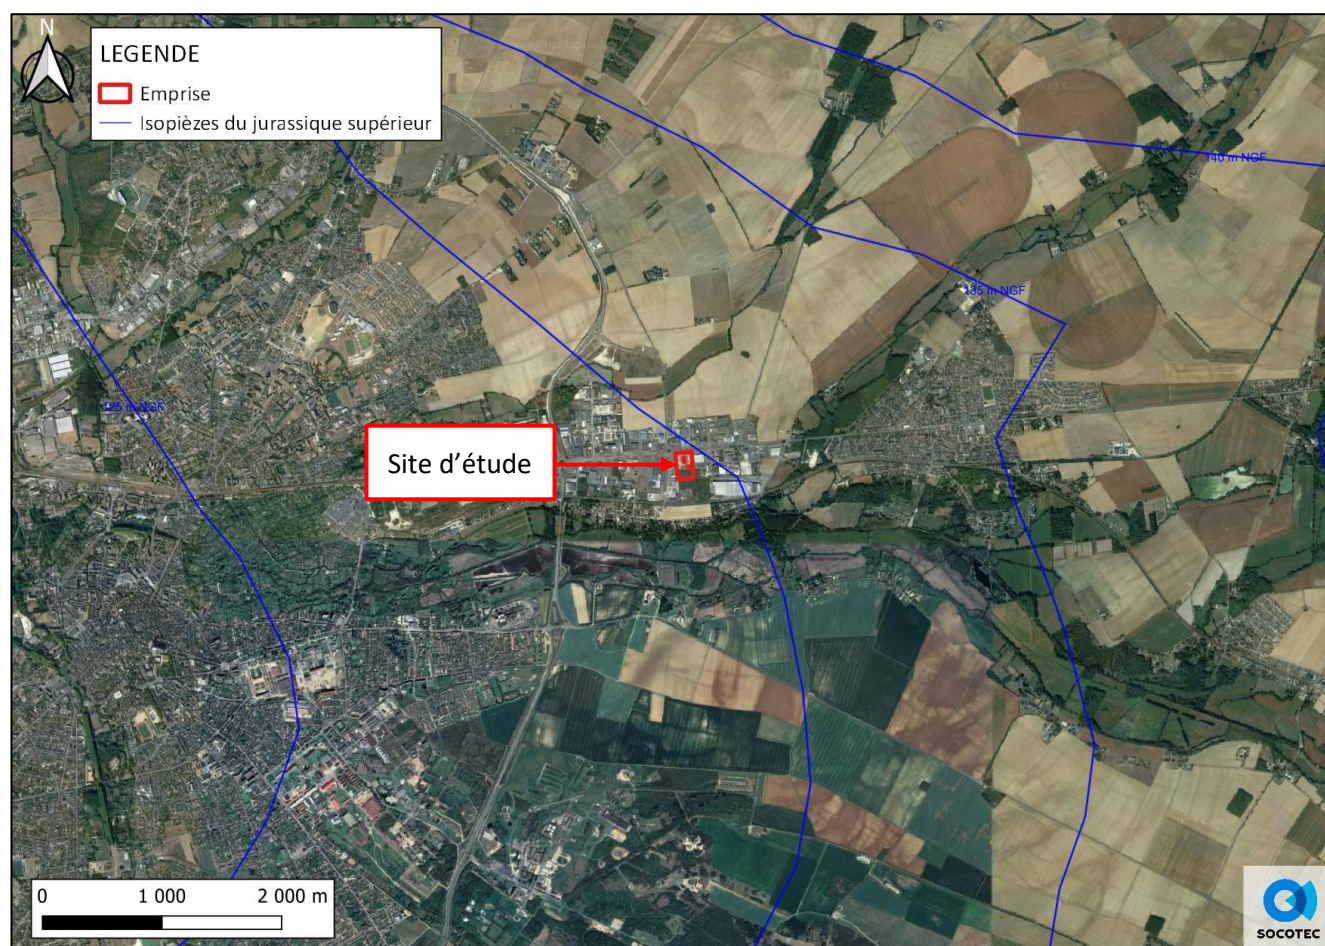 N
LEGENDE
Emprise
Isopièzes du jurassique supérieur
140 m NGF
135 m NGF
125 m NGF
Site d'étude
0 1 000 2 000 m
SOCOTEC